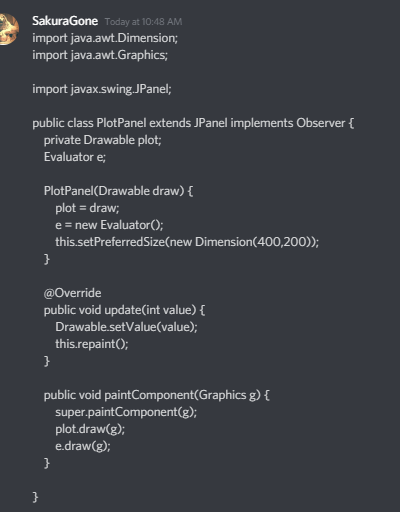 SakuraGone Today at 10:48 AM
import java.awt.Dimension;
import java.awt.Graphics;

import javax.swing.JPanel;

public class PlotPanel extends JPanel implements Observer {
    private Drawable plot;
    Evaluator e;

    PlotPanel(Drawable draw) {
        plot = draw;
        e = new Evaluator();
        this.setPreferredSize(new Dimension(400,200));
    }

    @Override
    public void update(int value) {
        Drawable.setValue(value);
        this.repaint();
    }

    public void paintComponent(Graphics g) {
        super.paintComponent(g);
        plot.draw(g);
        e.draw(g);
    }

}